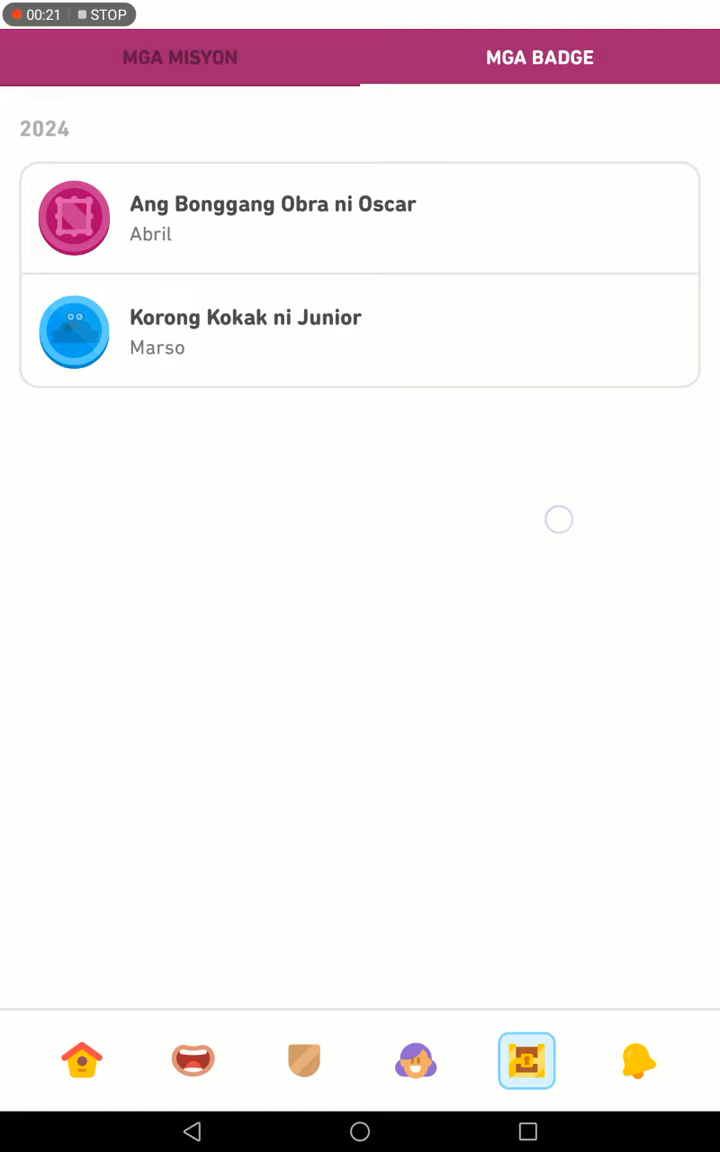 00:21 STOP
MGA MISYON
MGA BADGE
2024
Ang Bonggang Obra ni Oscar
Abril
Korong Kokak ni Junior
Marso